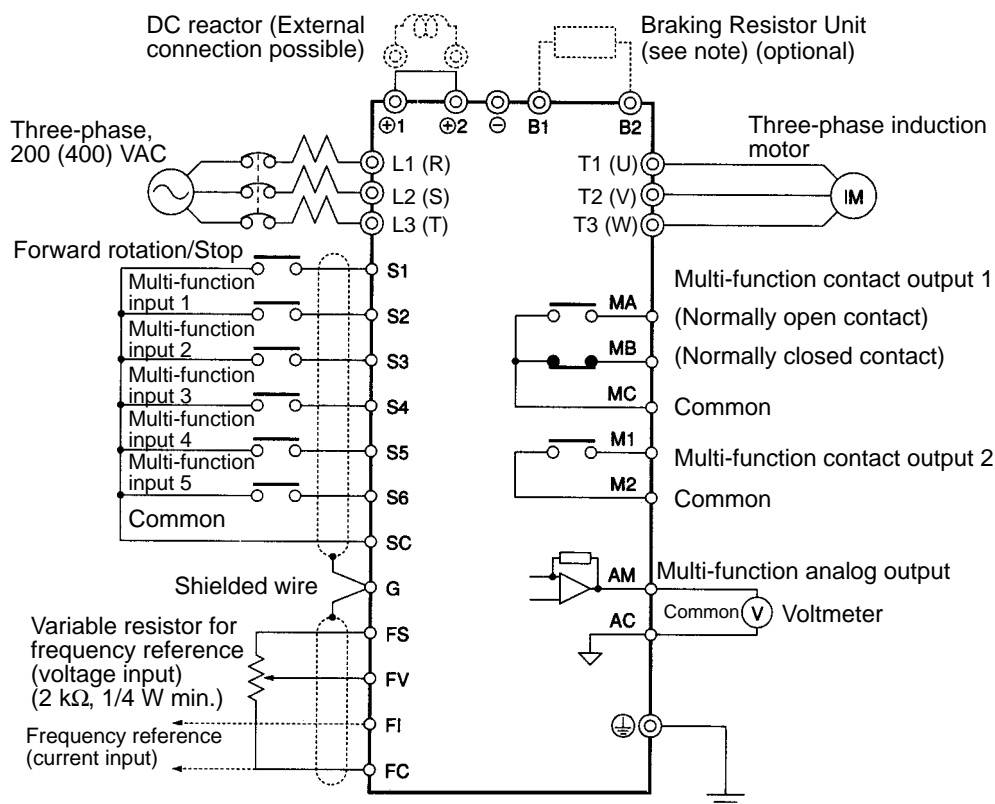 DC reactor (External
connection possible)
Braking Resistor Unit
(see note) (optional)
⊕1
⊕2
⊖
B1
B2
Three-phase,
200 (400) VAC
L1 (R)
L2 (S)
L3 (T)
T1 (U)
T2 (V)
T3 (W)
Three-phase induction
motor
IM
Forward rotation/Stop
S1
Multi-function
input 1
S2
Multi-function
input 2
S3
Multi-function
input 3
S4
Multi-function
input 4
S5
Multi-function
input 5
S6
Common
SC
Shielded wire
G
Variable resistor for
frequency reference
(voltage input)
(2 kΩ, 1/4 W min.)
FS
FV
FI
Frequency reference
(current input)
FC
Multi-function contact output 1
MA
(Normally open contact)
MB
(Normally closed contact)
MC
Common
M1
Multi-function contact output 2
M2
Common
AM
Multi-function analog output
Common
V
Voltmeter
AC